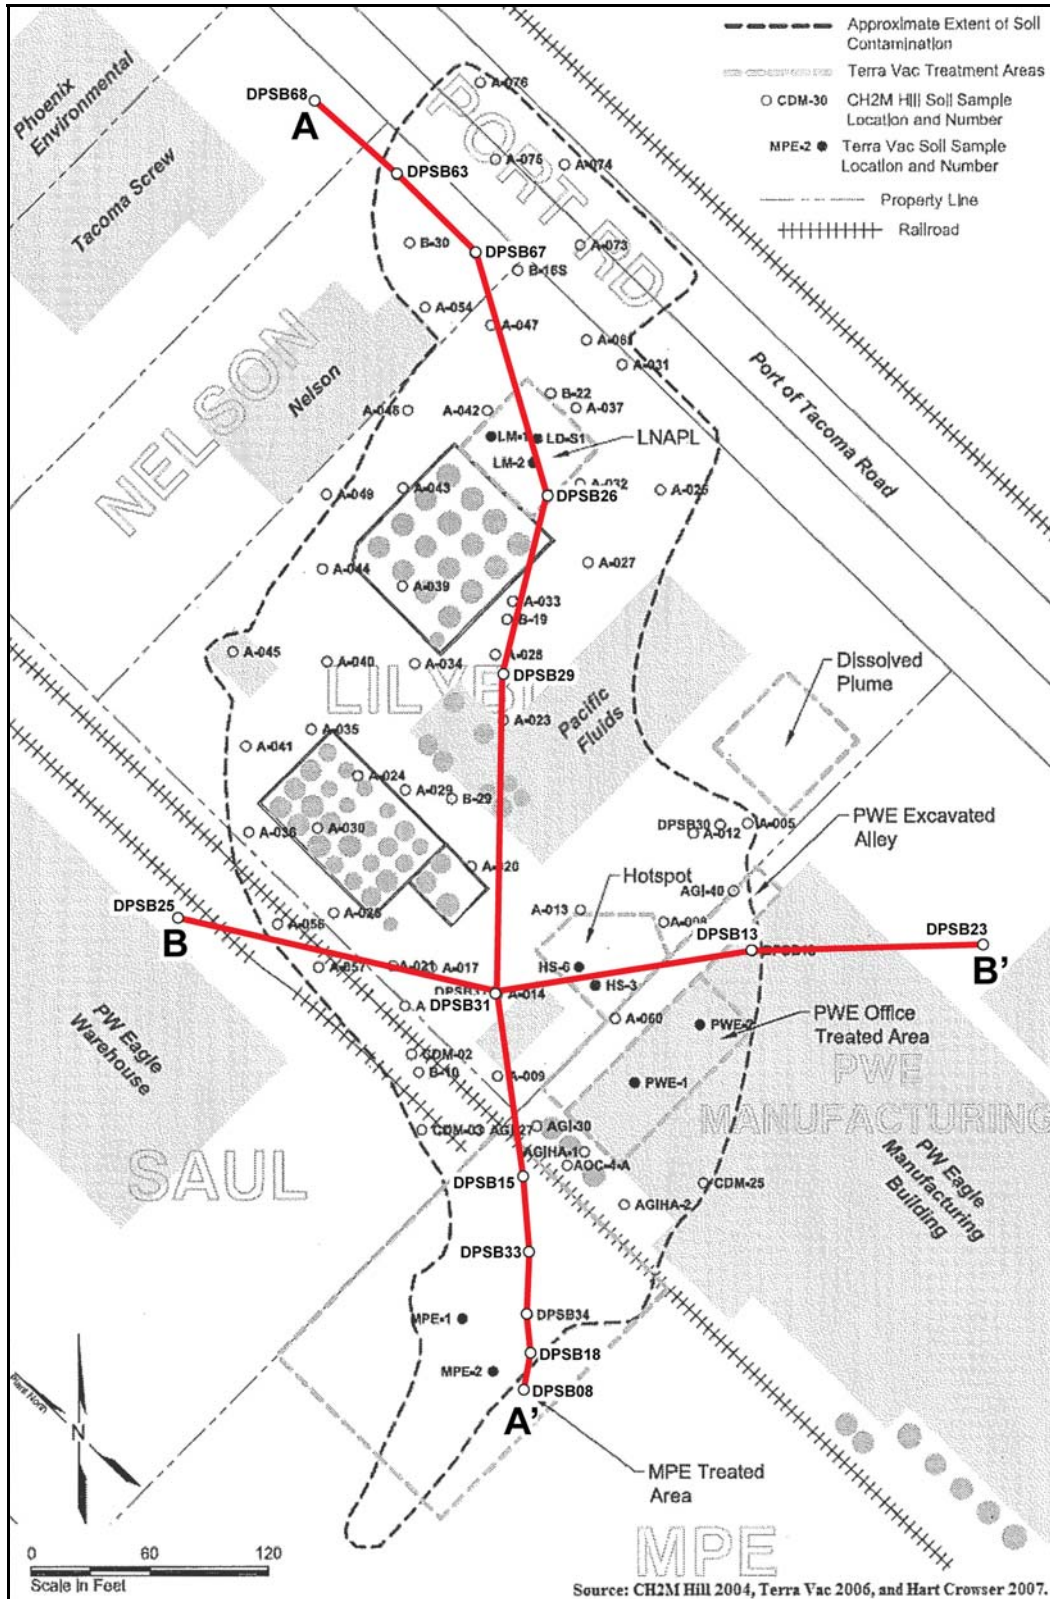 Approximate Extent of Soil
Contamination
Terra Vac Treatment Areas
CDM-30
CH2M Hill Soil Sample
Location and Number
MPE-2
Terra Vac Soil Sample
Location and Number
Property Line
Railroad
Phoenix
Environmental
Tacoma Screw
DPSB68
A
A-076
PORT RD
DPSB63
A-075
A-074
B-30
DPSB67
A-073
B-16S
A-054
A-047
A-031
NELSON
Nelson
Port of Tacoma Road
B-22
A-042
A-037
LM-1
LD-S1
LNAPL
LM-2
A-049
A-043
A-032
DPSB26
A-044
A-027
A-039
A-033
B-19
A-045
A-040
A-034
A-028
DPSB29
Dissolved
Plume
A-035
A-023
Pacific
Fluids
A-041
A-024
A-029
B-29
A-036
A-030
DPSB30
A-005
A-012
PWE Excavated
Alley
Hotspot
AGI-40
DPSB25
B
A-013
DPSB13
DPSB23
B’
A-057
A-021
A-017
HS-6
HS-3
DPSB31
A-014
A-060
PWE-2
PWE Office
Treated Area
PW Eagle
Warehouse
CDM-02
B-10
A-009
PWE-1
PWE
MANUFACTURING
CDM-03
AGI-27
AGI-30
AGIHA-1
AOC-4-A
SAUL
DPSB15
CDM-25
AGIHA-2
PW Eagle
Manufacturing
Building
DPSB33
MPE-1
DPSB34
DPSB18
MPE-2
DPSB08
A’
Plant North
N
MPE Treated
Area
MPE
0 60 120
Scale in Feet
Source: CH2M Hill 2004, Terra Vac 2006, and Hart Crowser 2007.